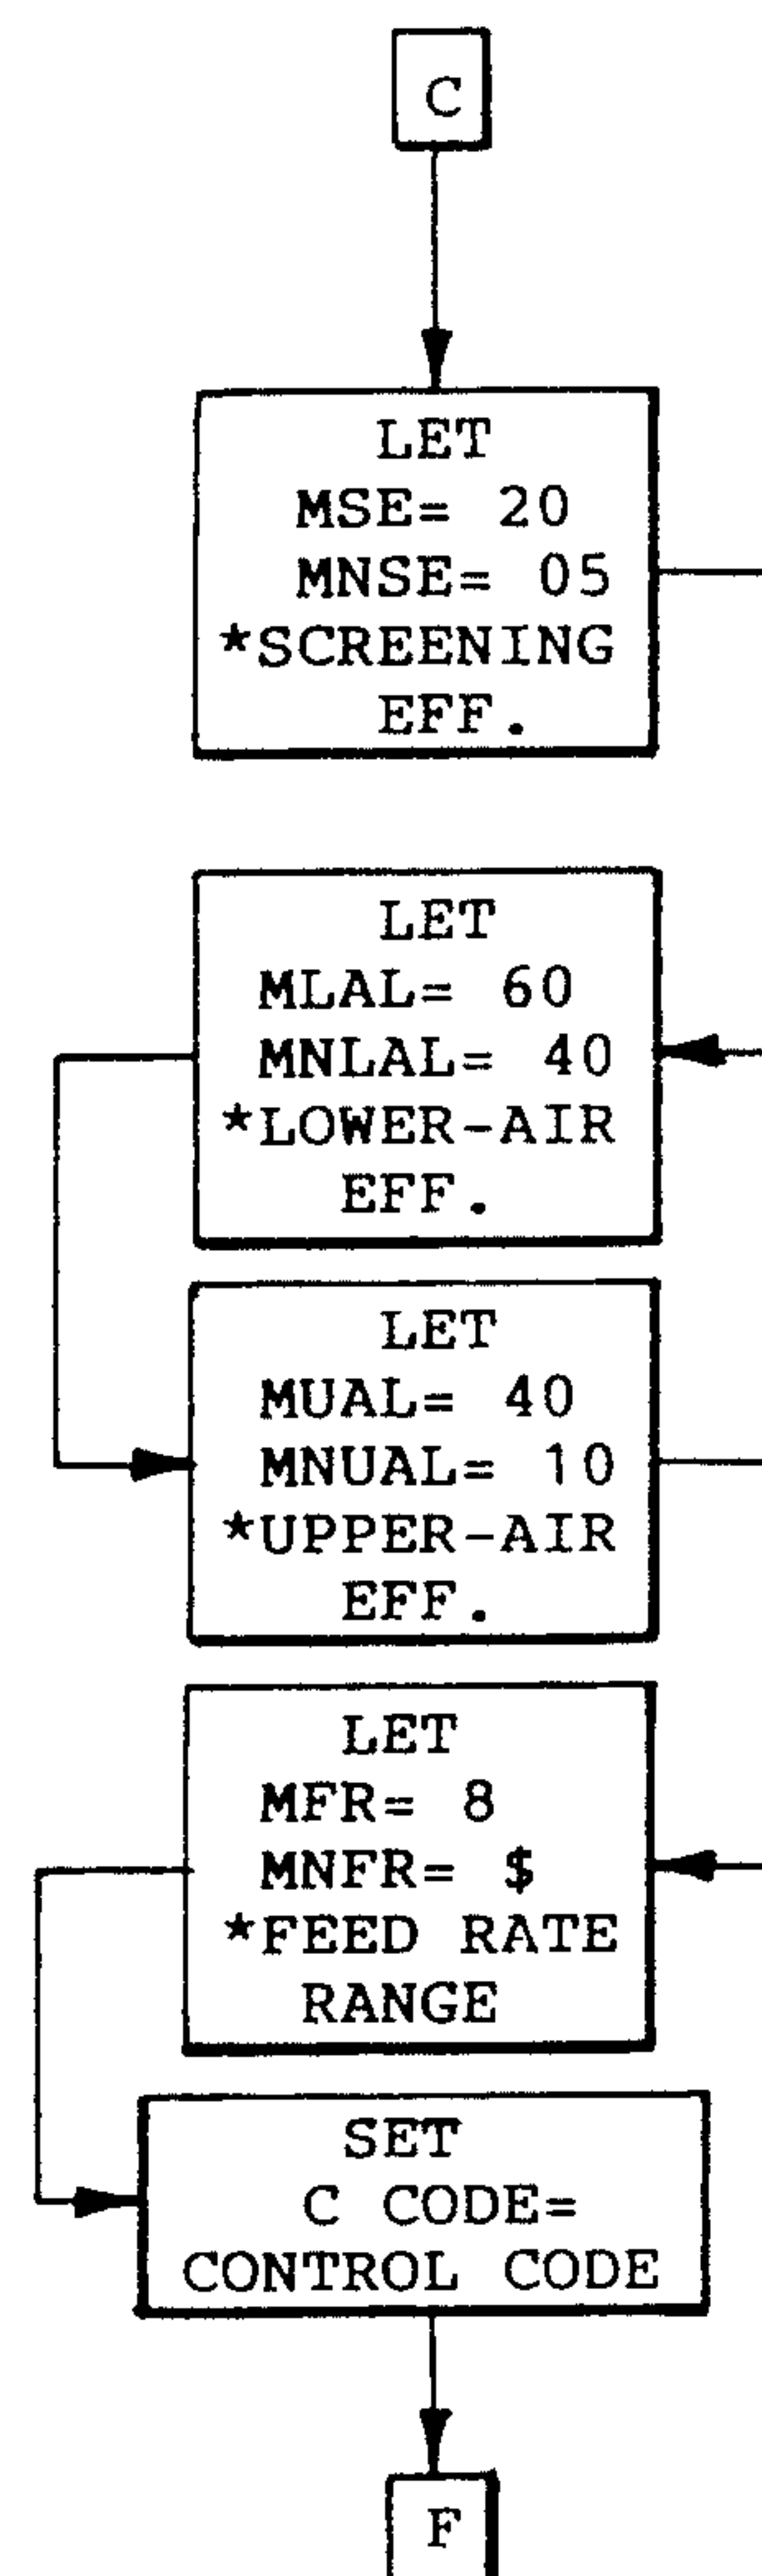 C
LET
MSE= 20
MNSE= 05
*SCREENING
EFF.
LET
MLAL= 60
MNLAL= 40
*LOWER-AIR
EFF.
LET
MUAL= 40
MNUAL= 10
*UPPER-AIR
EFF.
LET
MFR= 8
MNFR= $
*FEED RATE
RANGE
SET
C CODE=
CONTROL CODE
F